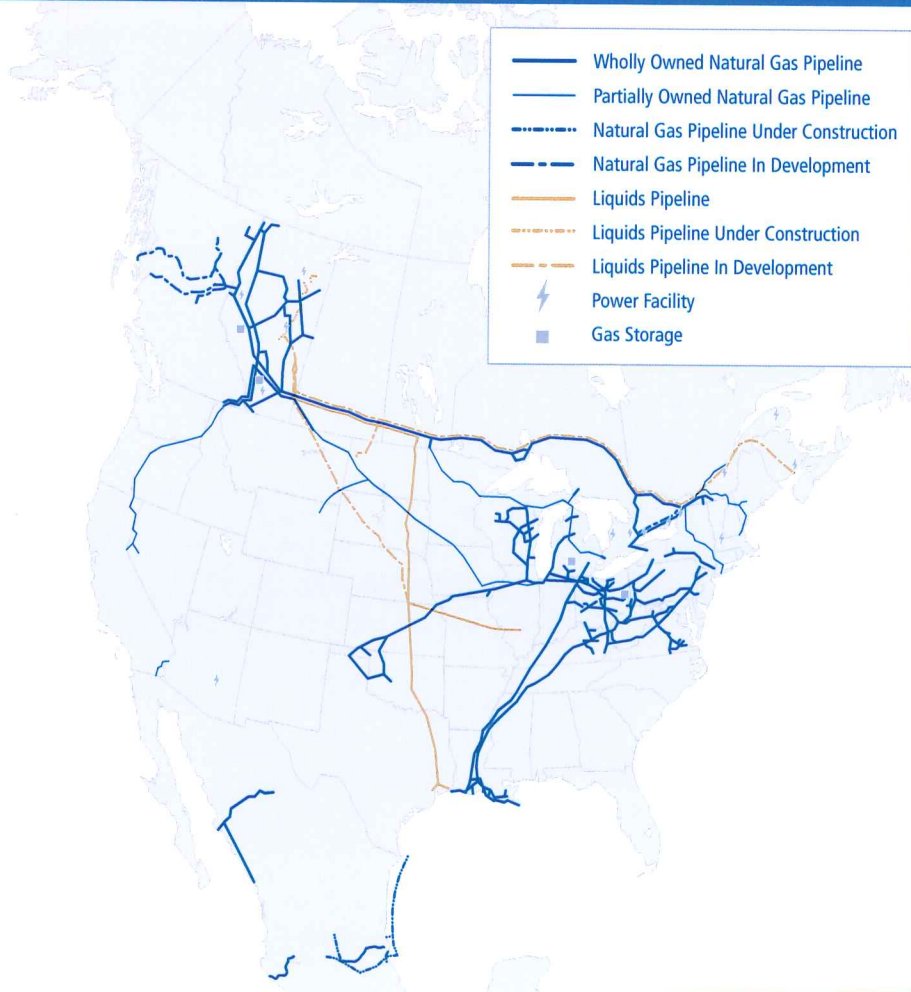 Wholly Owned Natural Gas Pipeline
Partially Owned Natural Gas Pipeline
Natural Gas Pipeline Under Construction
Natural Gas Pipeline In Development
Liquids Pipeline
Liquids Pipeline Under Construction
Liquids Pipeline In Development
Power Facility
Gas Storage